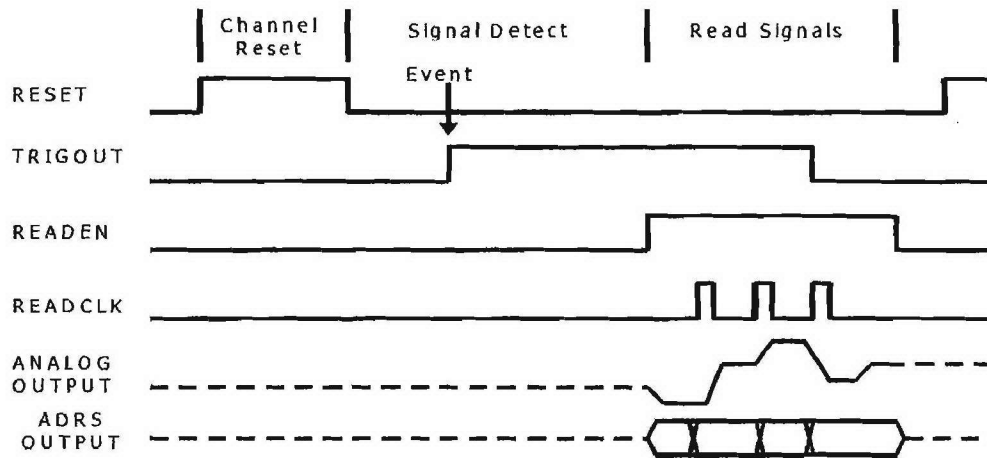 Channel
Reset
Signal Detect
Read Signals
Event
RESET
TRIGOUT
READEN
READCLK
ANALOG
OUTPUT
ADRS
OUTPUT